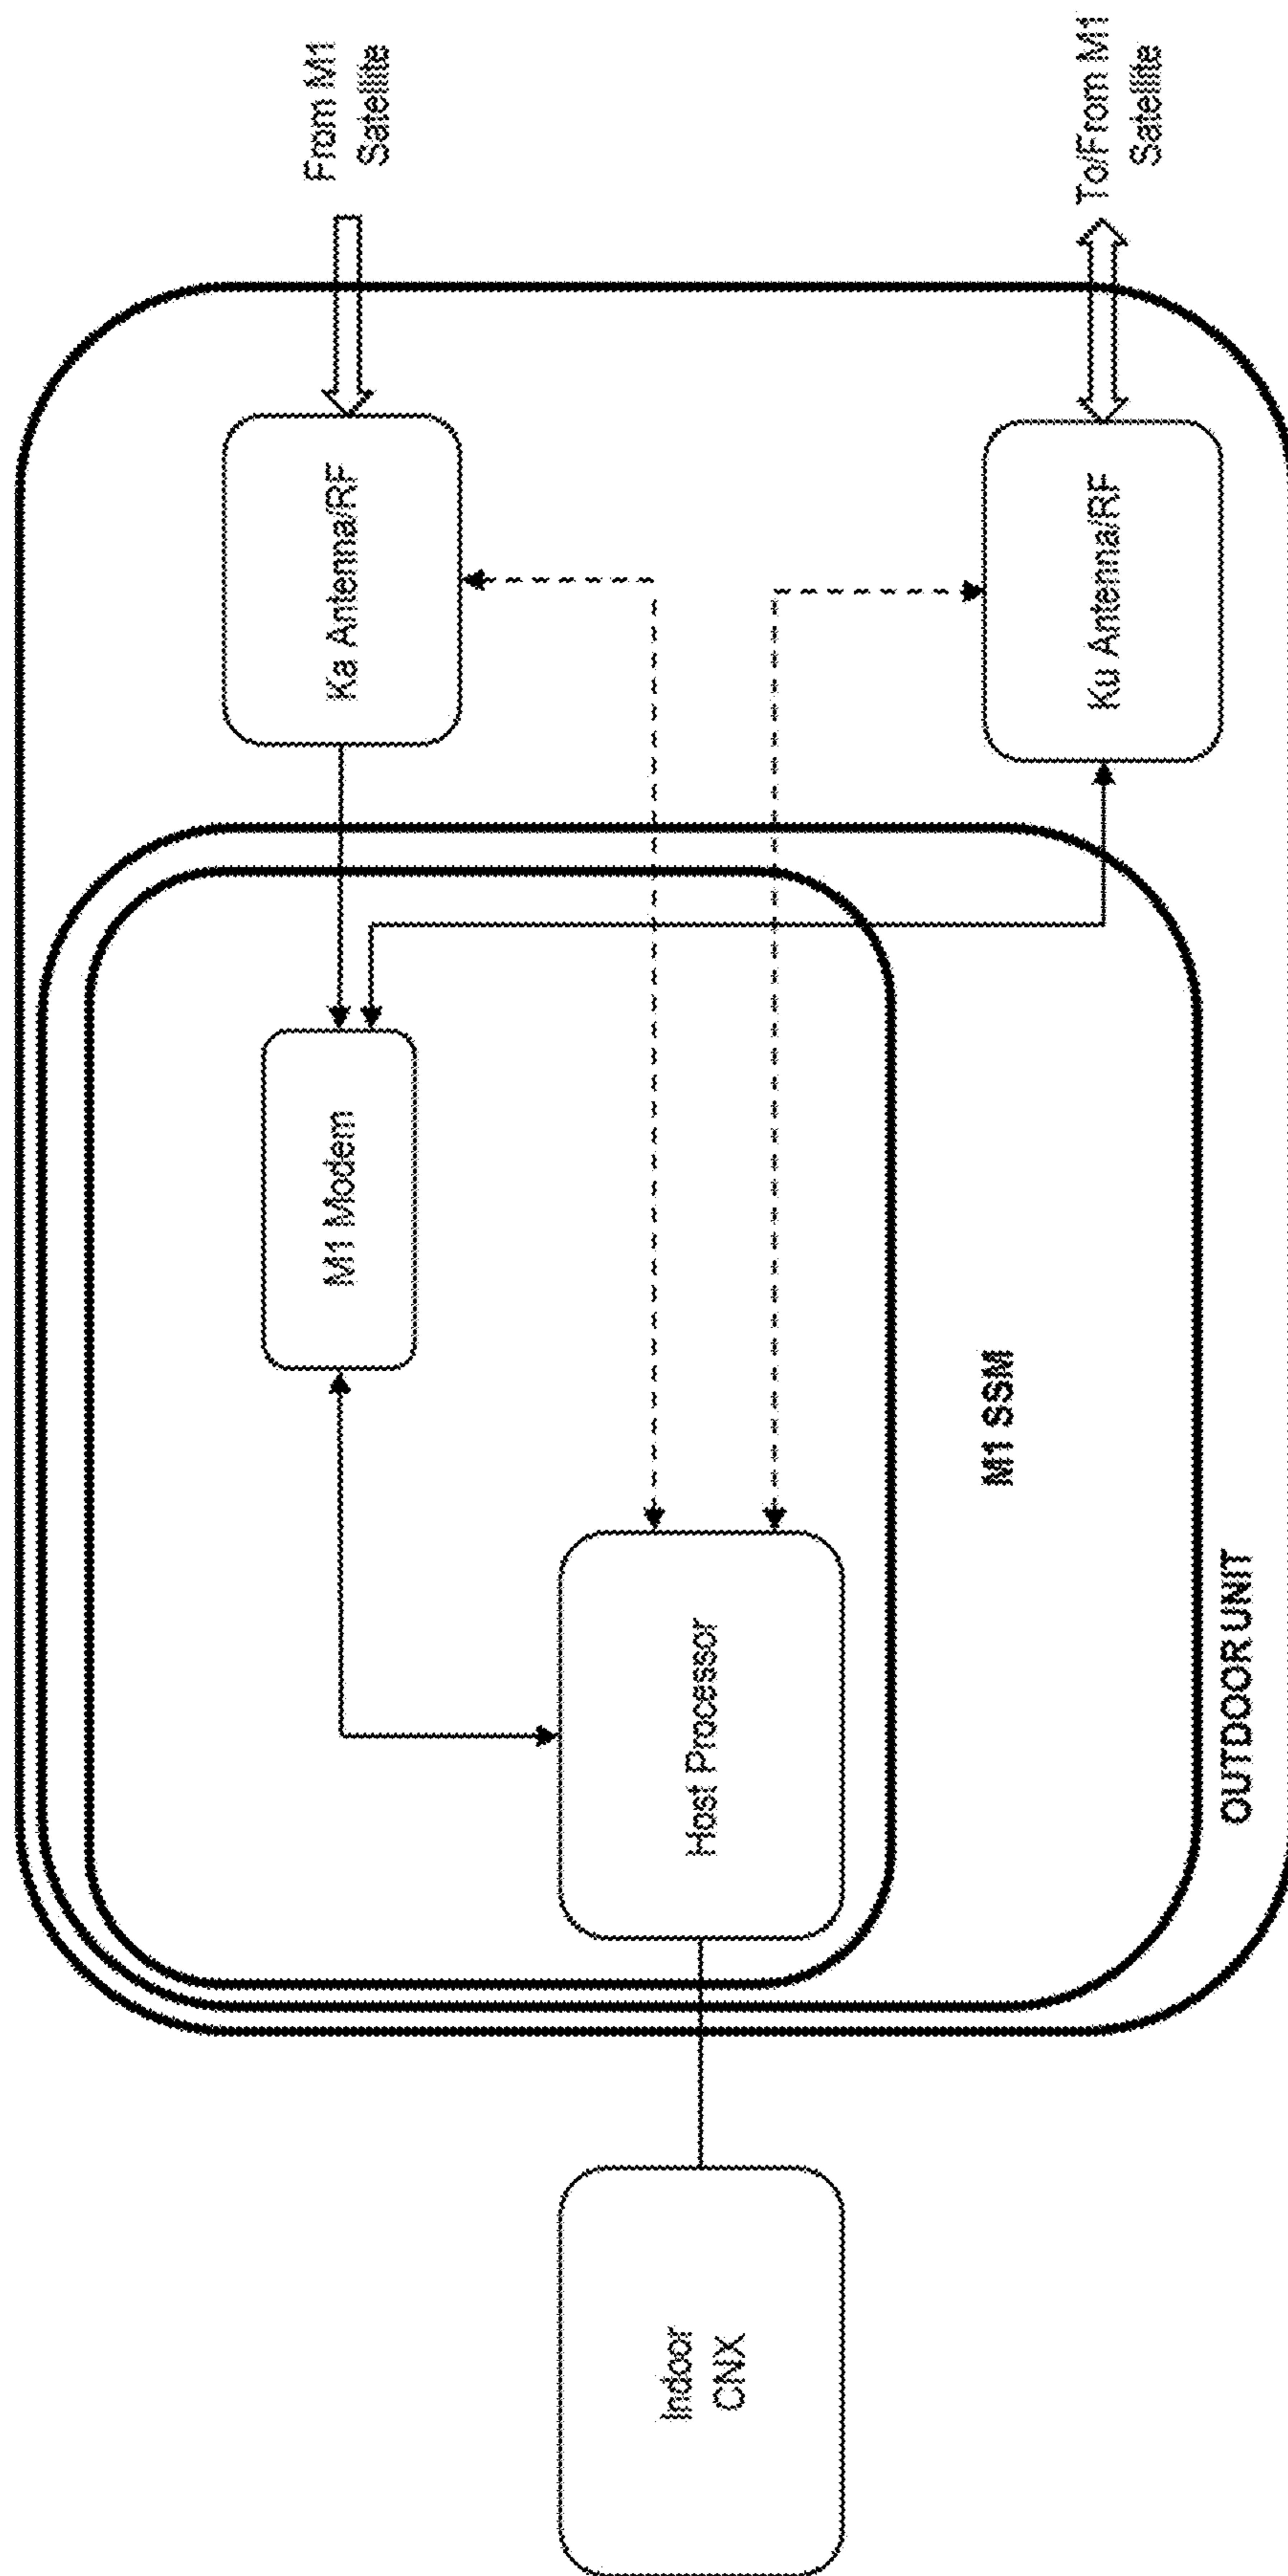 From M1
Satellite
To/From M1
Satellite
Ka Antenna/RF
Ku Antenna/RF
M1 Modem
Host Processor
M1 SSM
OUTDOOR UNIT
Indoor
CNX